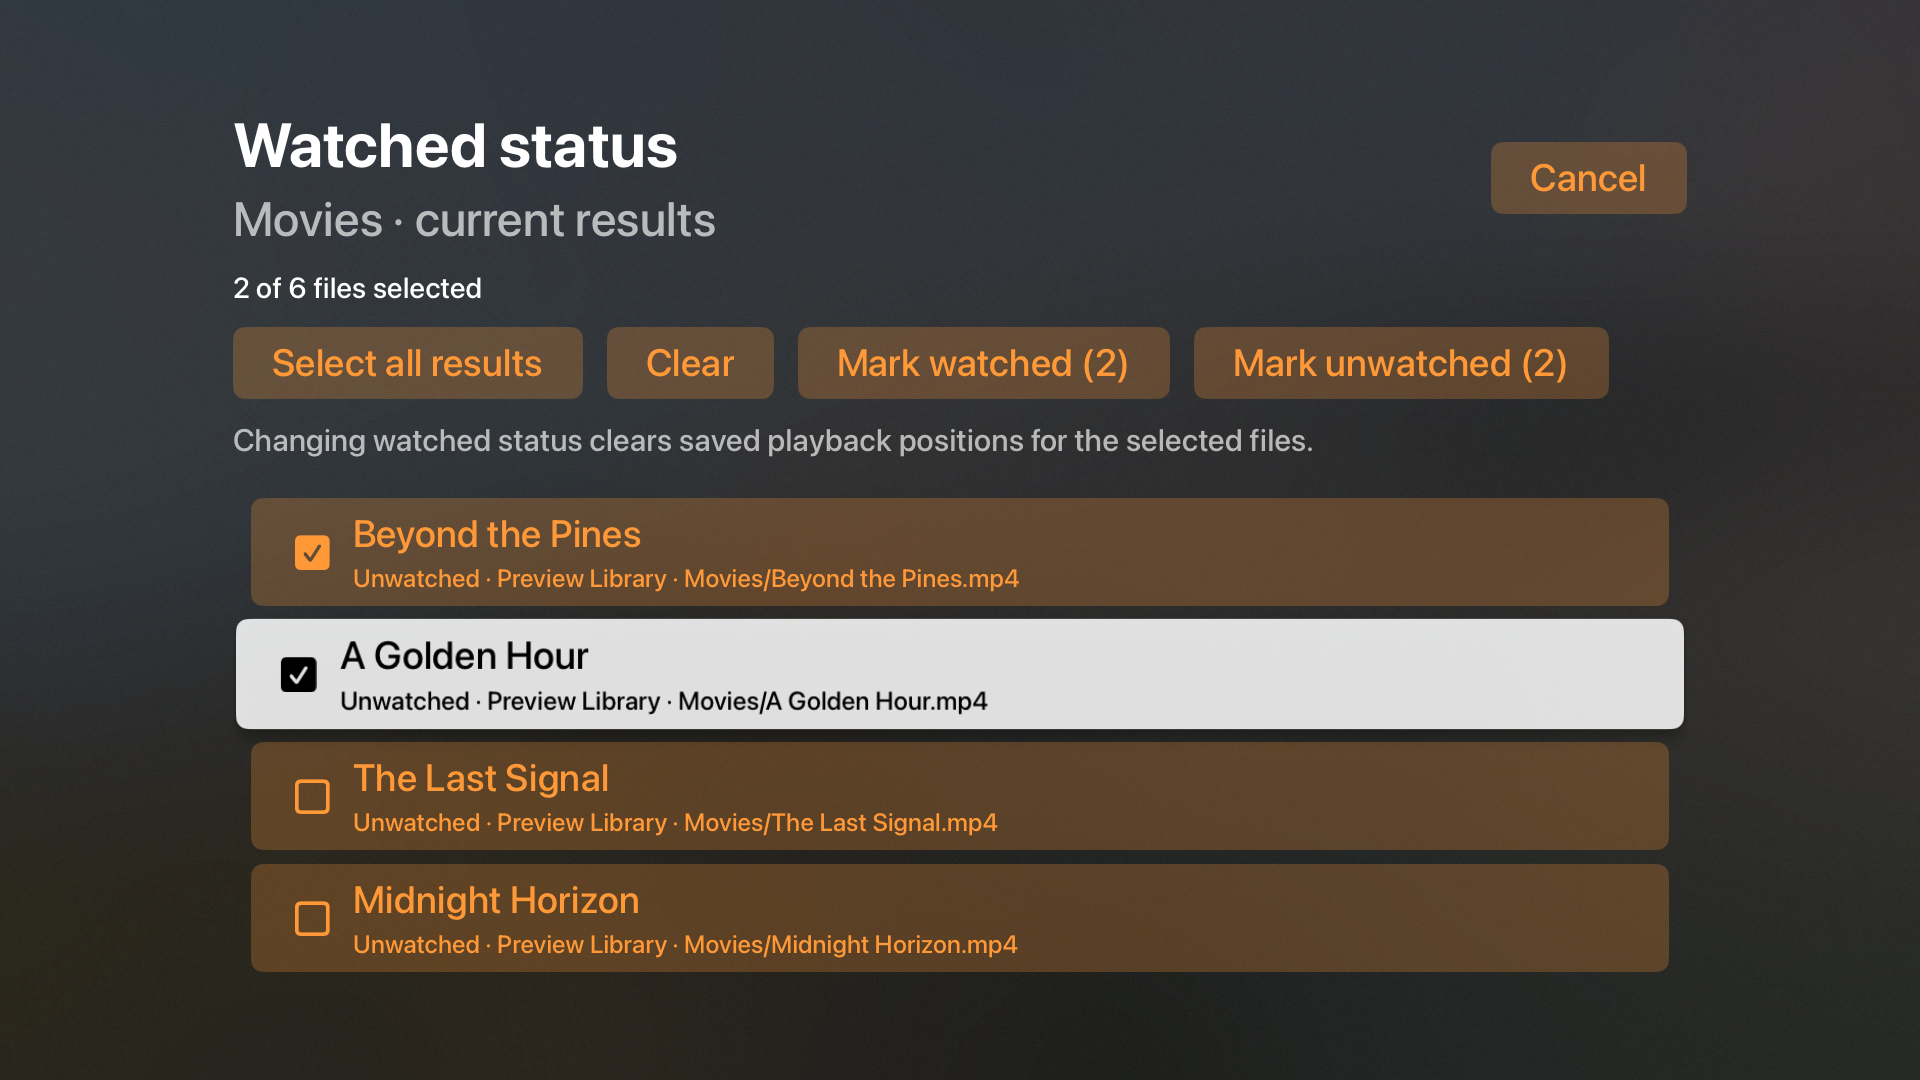 Watched status
Cancel
Movies · current results
2 of 6 files selected
Select all results
Clear
Mark watched (2)
Mark unwatched (2)
Changing watched status clears saved playback positions for the selected files.
Beyond the Pines
Unwatched · Preview Library · Movies/Beyond the Pines.mp4
A Golden Hour
Unwatched · Preview Library · Movies/A Golden Hour.mp4
The Last Signal
Unwatched · Preview Library · Movies/The Last Signal.mp4
Midnight Horizon
Unwatched · Preview Library · Movies/Midnight Horizon.mp4